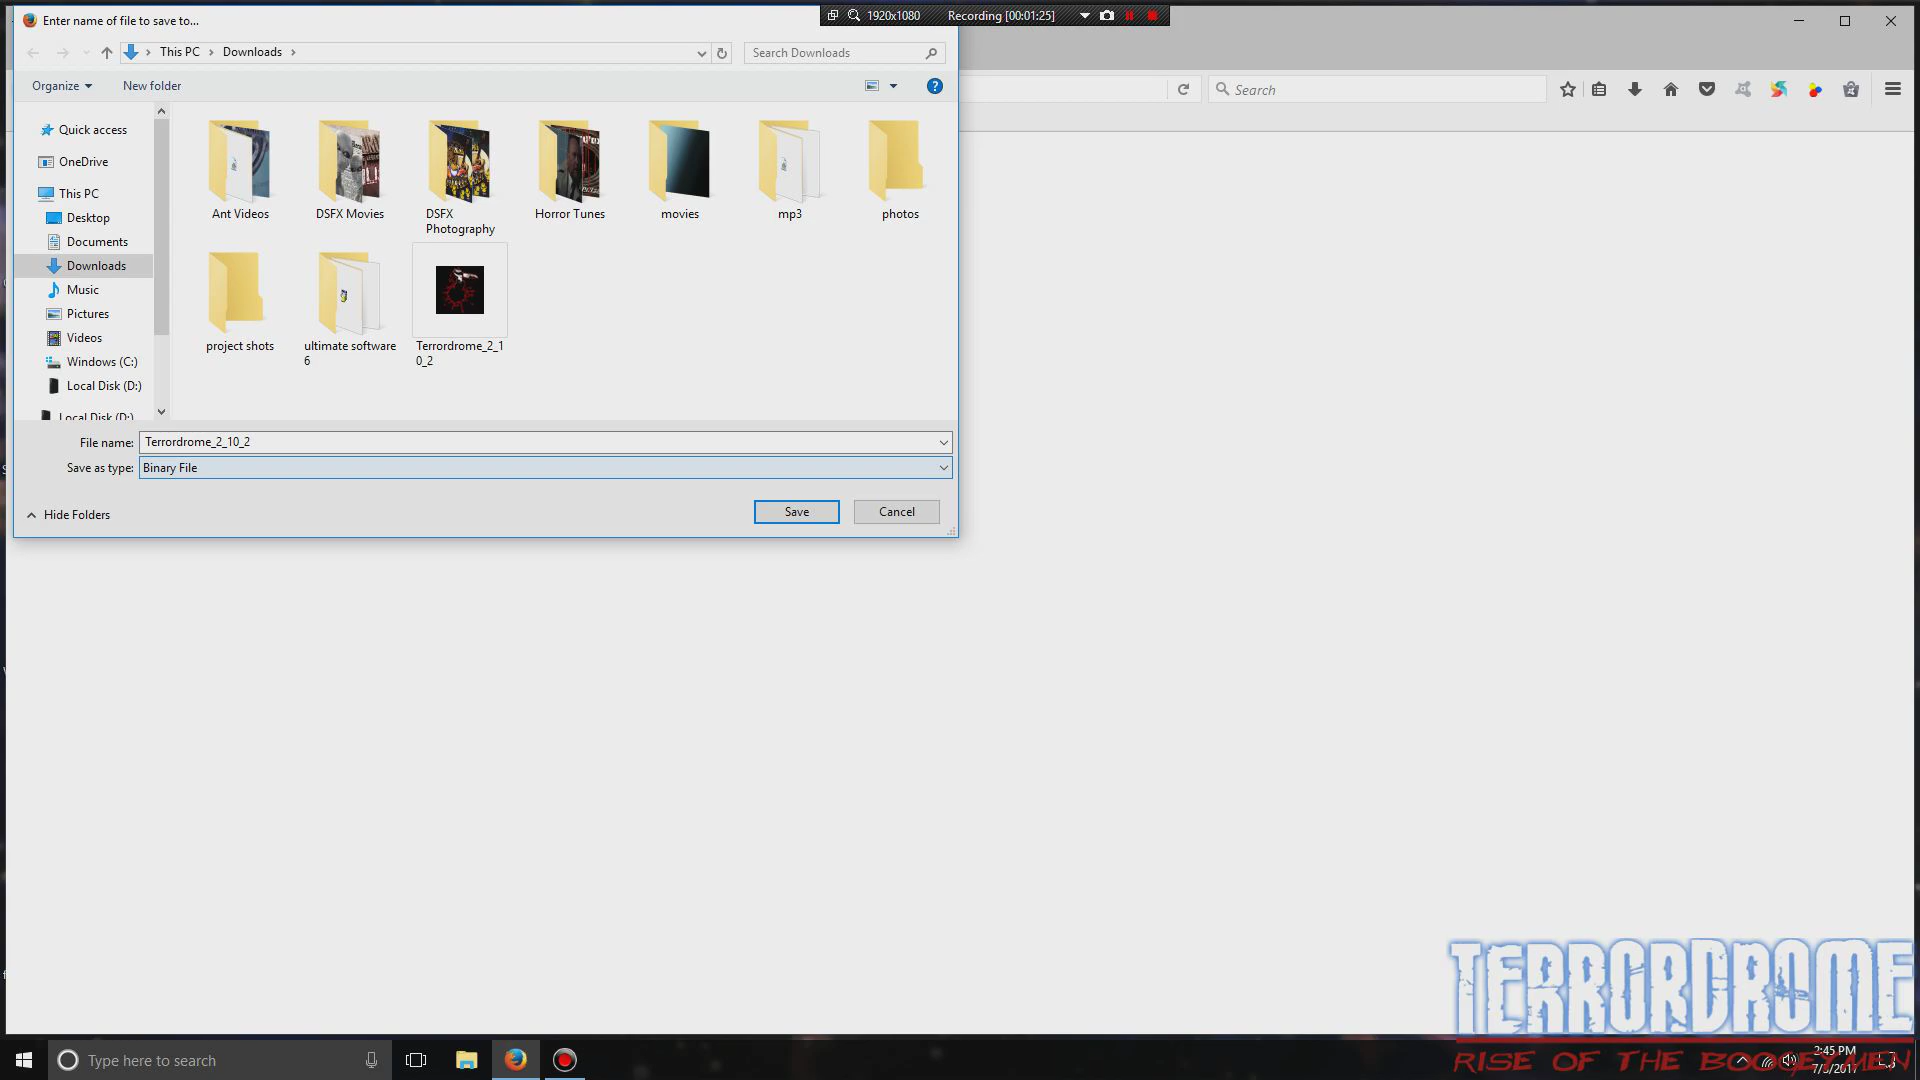 Enter name of file to save to...
1920x1080
Recording [00:01:25]
This PC
Downloads
Search Downloads
Organize
New folder
Search
Quick access
OneDrive
This PC
Desktop
Documents
Downloads
Music
Pictures
Videos
Windows (C:)
Local Disk (D:)
Local Disk (D:)
Ant Videos
DSFX Movies
DSFX
Photography
Horror Tunes
movies
mp3
photos
project shots
ultimate software
6
Terrordrome_2_1
0_2
File name:
Terrordrome_2_10_2
Save as type:
Binary File
Hide Folders
Save
Cancel
TERRORDROME
RISE OF THE BOOGEYMEN
Type here to search
2:45 PM